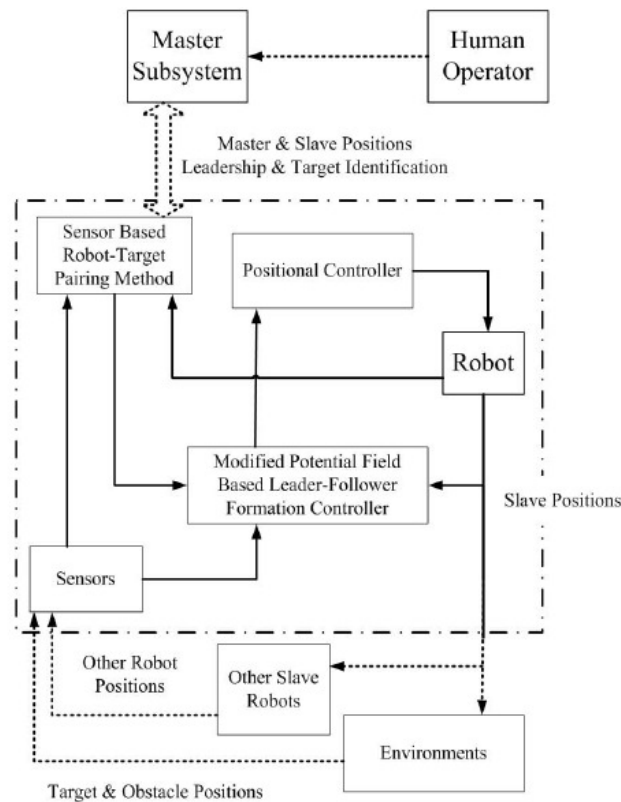 Master
Subsystem
Human
Operator
Master & Slave Positions
Leadership & Target Identification
Sensor Based
Robot-Target
Pairing Method
Positional Controller
Robot
Modified Potential Field
Based Leader-Follower
Formation Controller
Slave Positions
Sensors
Other Robot
Positions
Other Slave
Robots
Environments
Target & Obstacle Positions